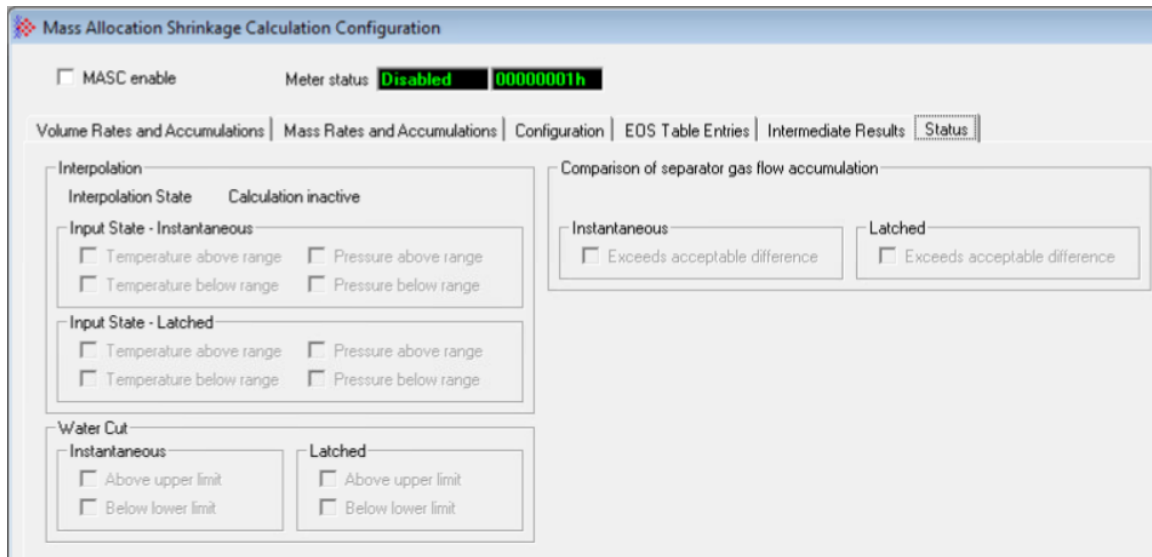 Mass Allocation Shrinkage Calculation Configuration
MASC enable Meter status Disabled 00000001h
Volume Rates and Accumulations Mass Rates and Accumulations Configuration EOS Table Entries Intermediate Results Status
Interpolation
Interpolation State Calculation inactive
Input State - Instantaneous
Temperature above range Pressure above range
Temperature below range Pressure below range
Input State - Latched
Temperature above range Pressure above range
Temperature below range Pressure below range
Water Cut
Instantaneous
Above upper limit
Below lower limit
Latched
Above upper limit
Below lower limit
Comparison of separator gas flow accumulation
Instantaneous
Exceeds acceptable difference
Latched
Exceeds acceptable difference